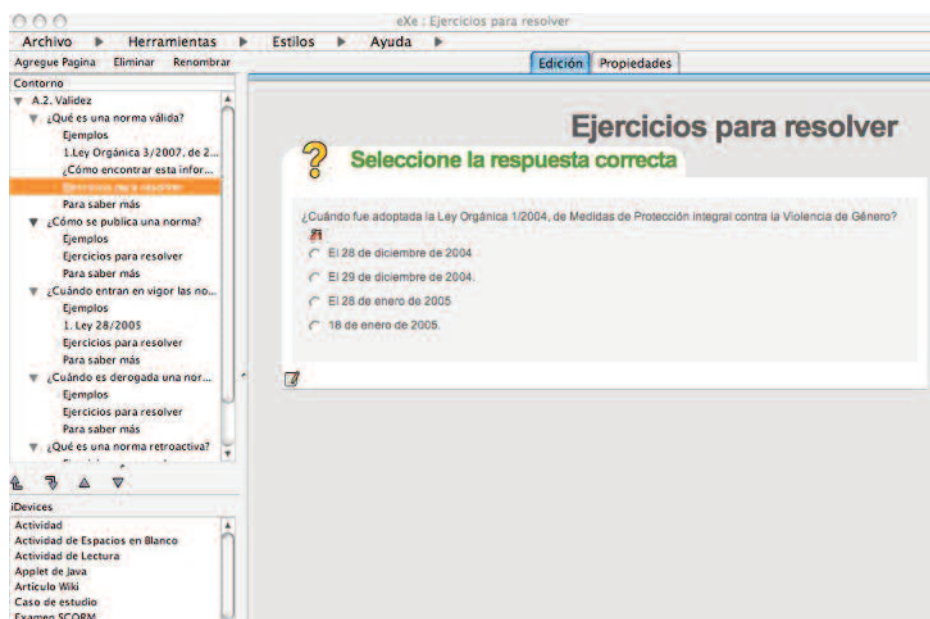 eXe : Ejercicios para resolver
Archivo Herramientas Estilos Ayuda
Agregue Pagina Eliminar Renombrar
Edición Propiedades
Contorno
A.2. Validez
¿Qué es una norma válida?
Ejemplos
1.Ley Orgánica 3/2007, de 2...
¿Cómo encontrar esta infor...
Ejercicios para resolver
Para saber más
¿Cómo se publica una norma?
Ejemplos
Ejercicios para resolver
Para saber más
¿Cuándo entran en vigor las no...
Ejemplos
1. Ley 28/2005
Ejercicios para resolver
Para saber más
¿Cuándo es derogada una nor...
Ejemplos
Ejercicios para resolver
Para saber más
¿Qué es una norma retroactiva?
iDevices
Actividad
Actividad de Espacios en Blanco
Actividad de Lectura
Applet de Java
Articulo Wiki
Caso de estudio
Examen SCORM
Ejercicios para resolver
Seleccione la respuesta correcta
¿Cuándo fue adoptada la Ley Orgánica 1/2004, de Medidas de Protección integral contra la Violencia de Género?
El 28 de diciembre de 2004
El 29 de diciembre de 2004.
El 28 de enero de 2005
18 de enero de 2005.